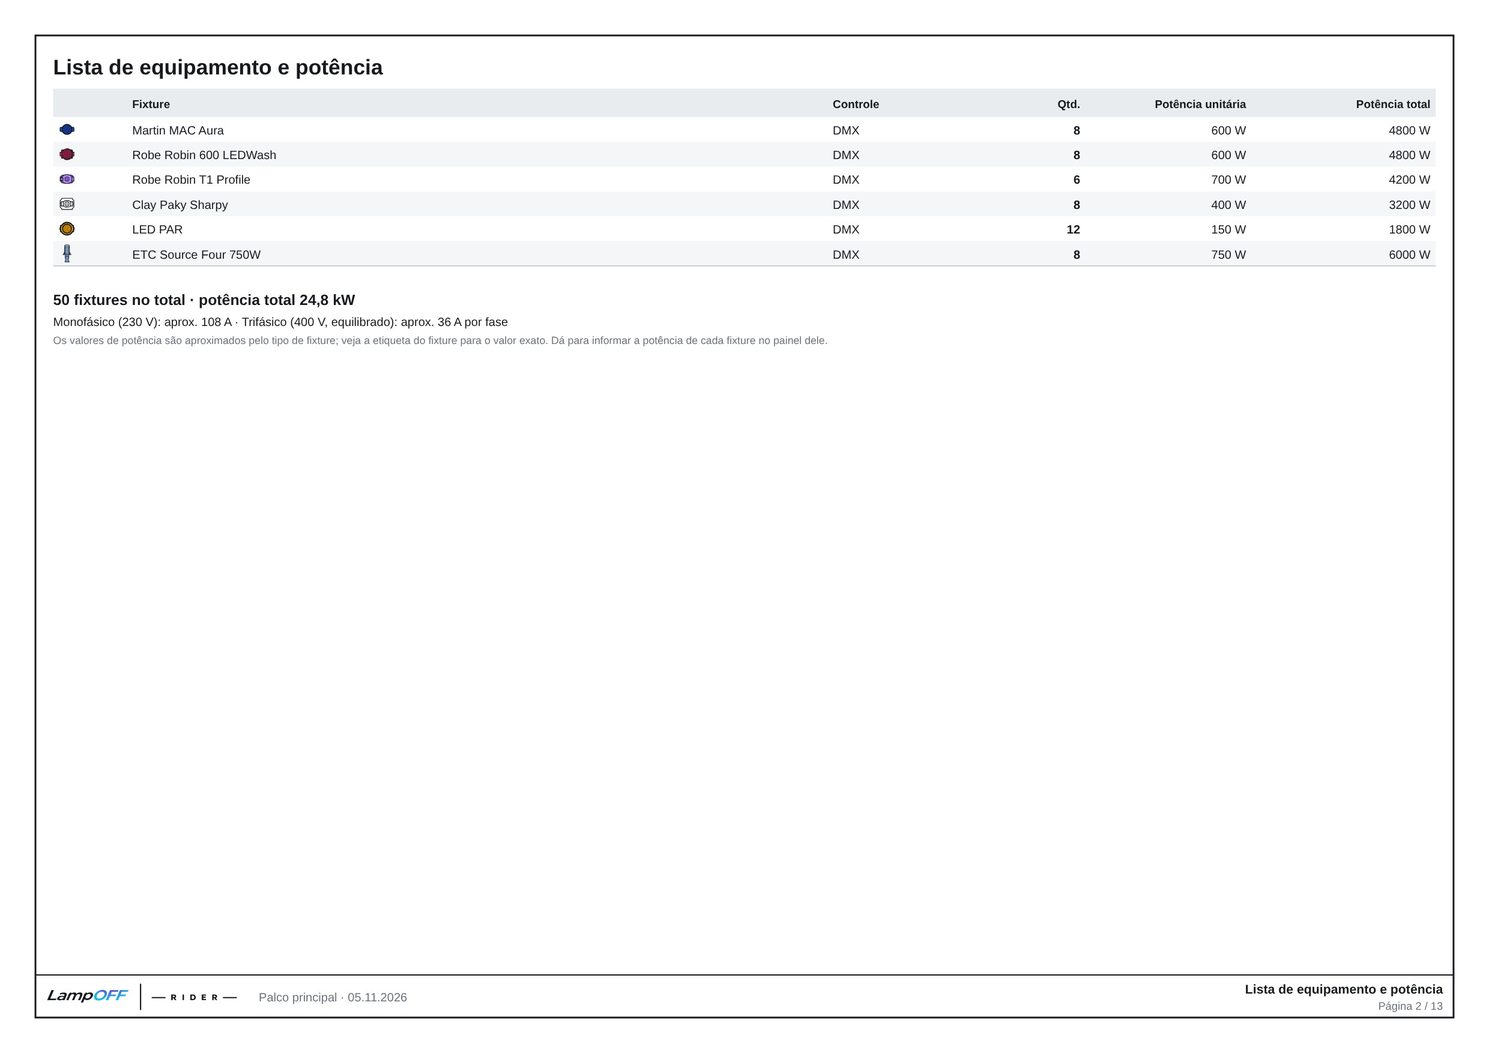 Lista de equipamento e potência
Fixture Controle Qtd. Potência unitária Potência total
Martin MAC Aura DMX 8 600 W 4800 W
Robe Robin 600 LEDWash DMX 8 600 W 4800 W
Robe Robin T1 Profile DMX 6 700 W 4200 W
Clay Paky Sharpy DMX 8 400 W 3200 W
LED PAR DMX 12 150 W 1800 W
ETC Source Four 750W DMX 8 750 W 6000 W
50 fixtures no total · potência total 24,8 kW
Monofásico (230 V): aprox. 108 A · Trifásico (400 V, equilibrado): aprox. 36 A por fase
Os valores de potência são aproximados pelo tipo de fixture; veja a etiqueta do fixture para o valor exato. Dá para informar a potência de cada fixture no painel dele.
LampOFF — RIDER — Palco principal · 05.11.2026
Lista de equipamento e potência
Página 2 / 13